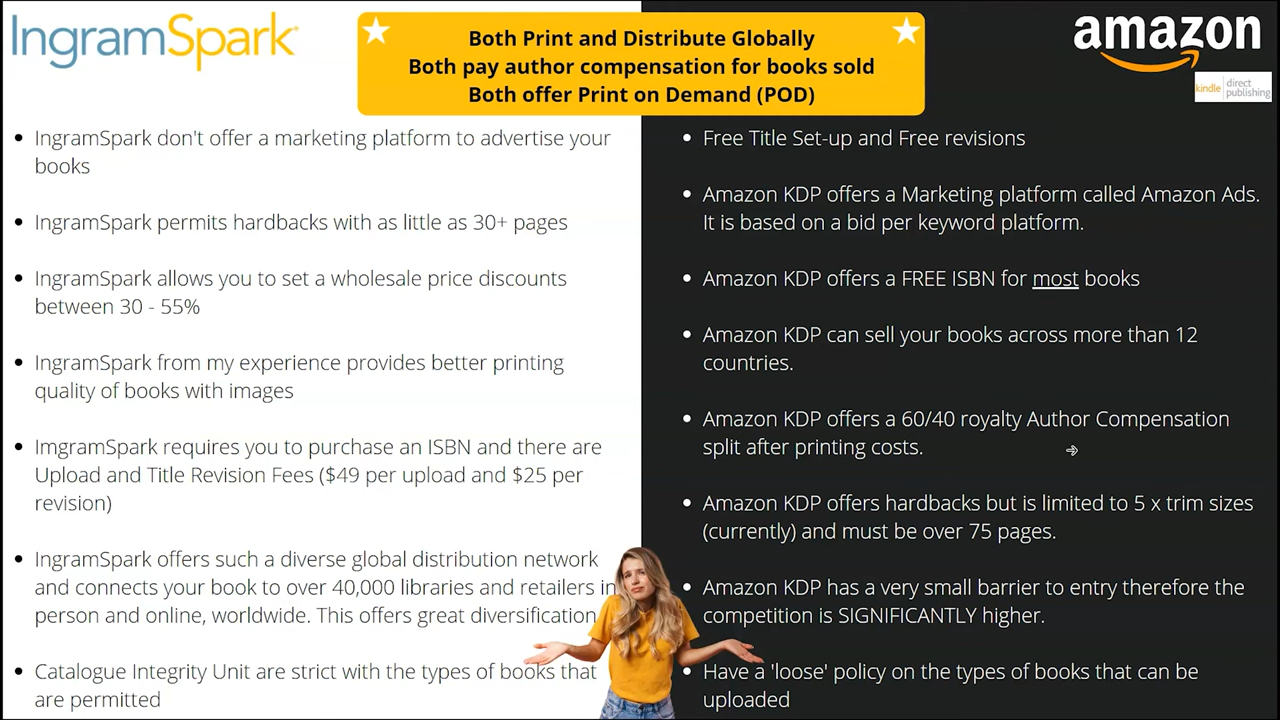 IngramSpark®
Both Print and Distribute Globally
Both pay author compensation for books sold
Both offer Print on Demand (POD)
amazon
kindle direct publishing
IngramSpark don't offer a marketing platform to advertise your
books
IngramSpark permits hardbacks with as little as 30+ pages
IngramSpark allows you to set a wholesale price discounts
between 30 - 55%
IngramSpark from my experience provides better printing
quality of books with images
ImgramSpark requires you to purchase an ISBN and there are
Upload and Title Revision Fees ($49 per upload and $25 per
revision)
IngramSpark offers such a diverse global distribution network
and connects your book to over 40,000 libraries and retailers in
person and online, worldwide. This offers great diversification
Catalogue Integrity Unit are strict with the types of books that
are permitted
Free Title Set-up and Free revisions
Amazon KDP offers a Marketing platform called Amazon Ads.
It is based on a bid per keyword platform.
Amazon KDP offers a FREE ISBN for most books
Amazon KDP can sell your books across more than 12
countries.
Amazon KDP offers a 60/40 royalty Author Compensation
split after printing costs.
Amazon KDP offers hardbacks but is limited to 5 x trim sizes
(currently) and must be over 75 pages.
Amazon KDP has a very small barrier to entry therefore the
competition is SIGNIFICANTLY higher.
Have a 'loose' policy on the types of books that can be
uploaded